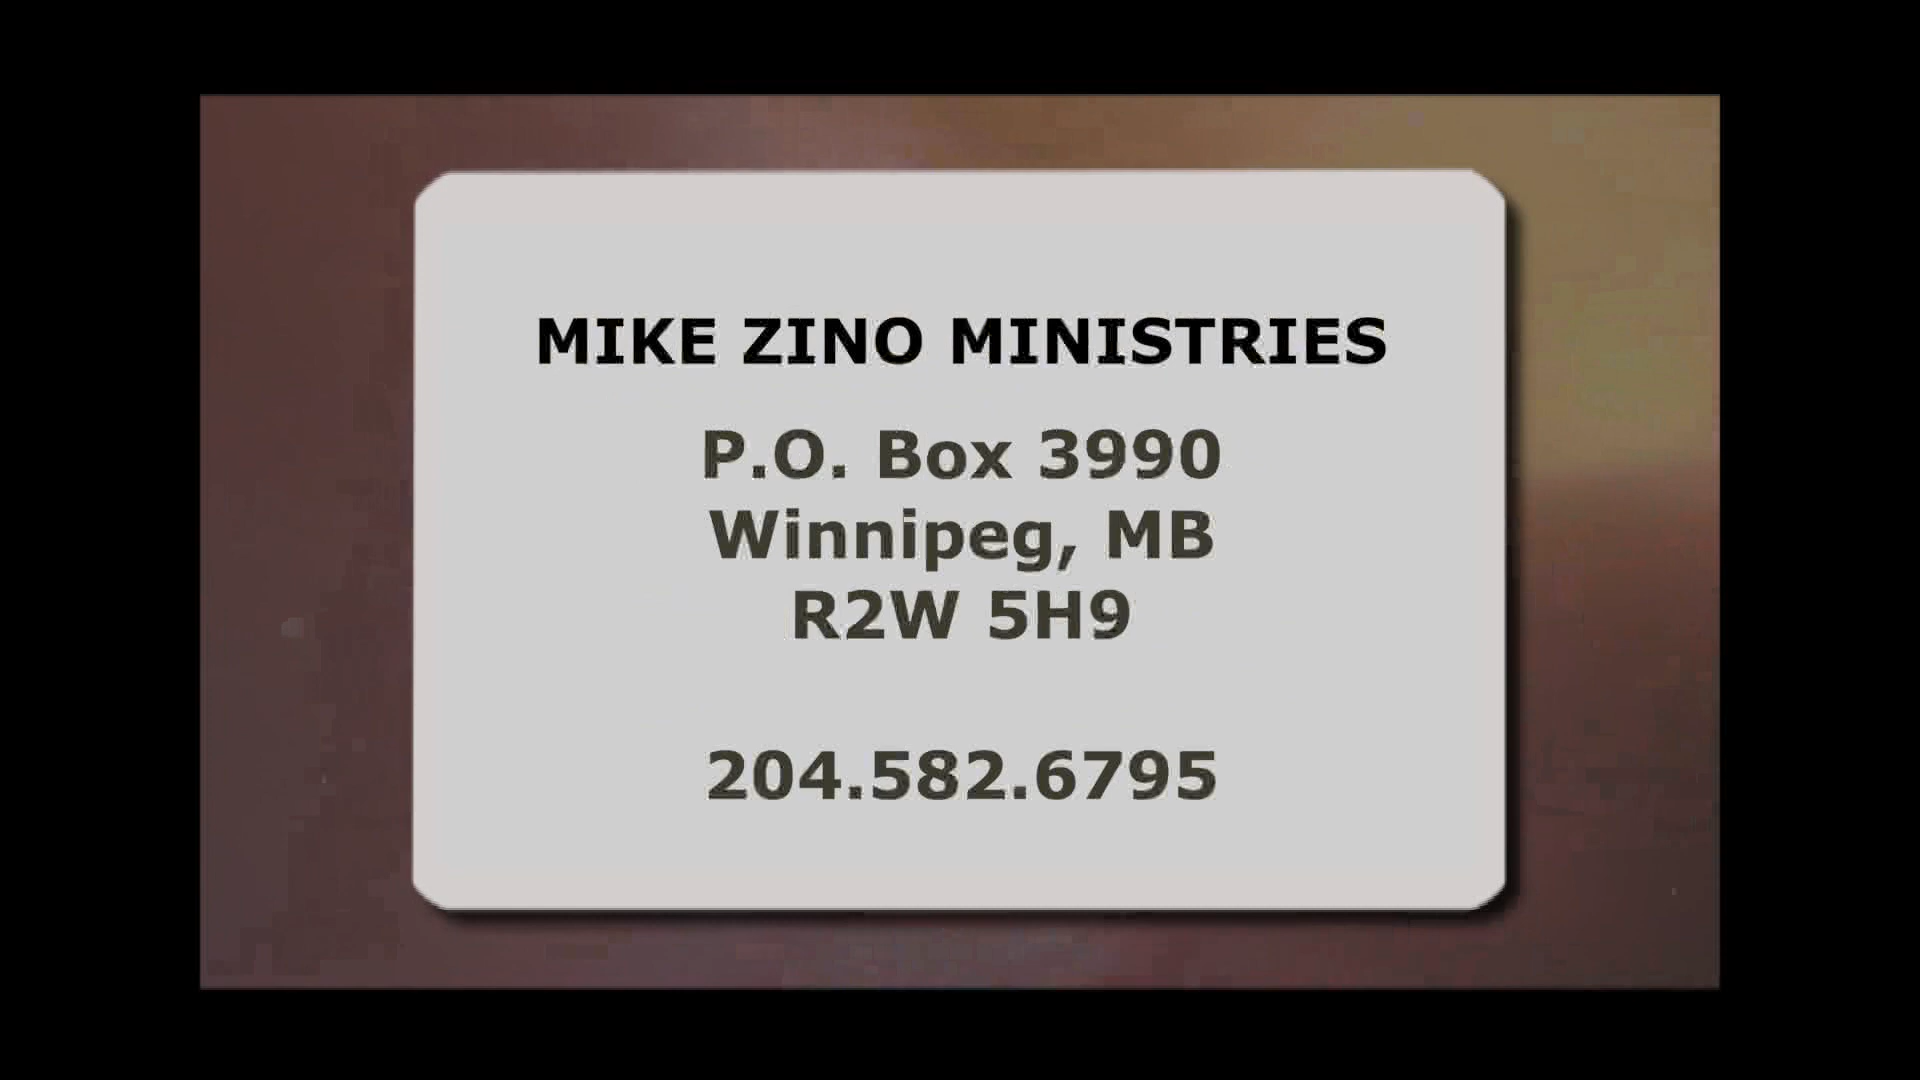 MIKE ZINO MINISTRIES
P.O. Box 3990
Winnipeg, MB
R2W 5H9
204.582.6795